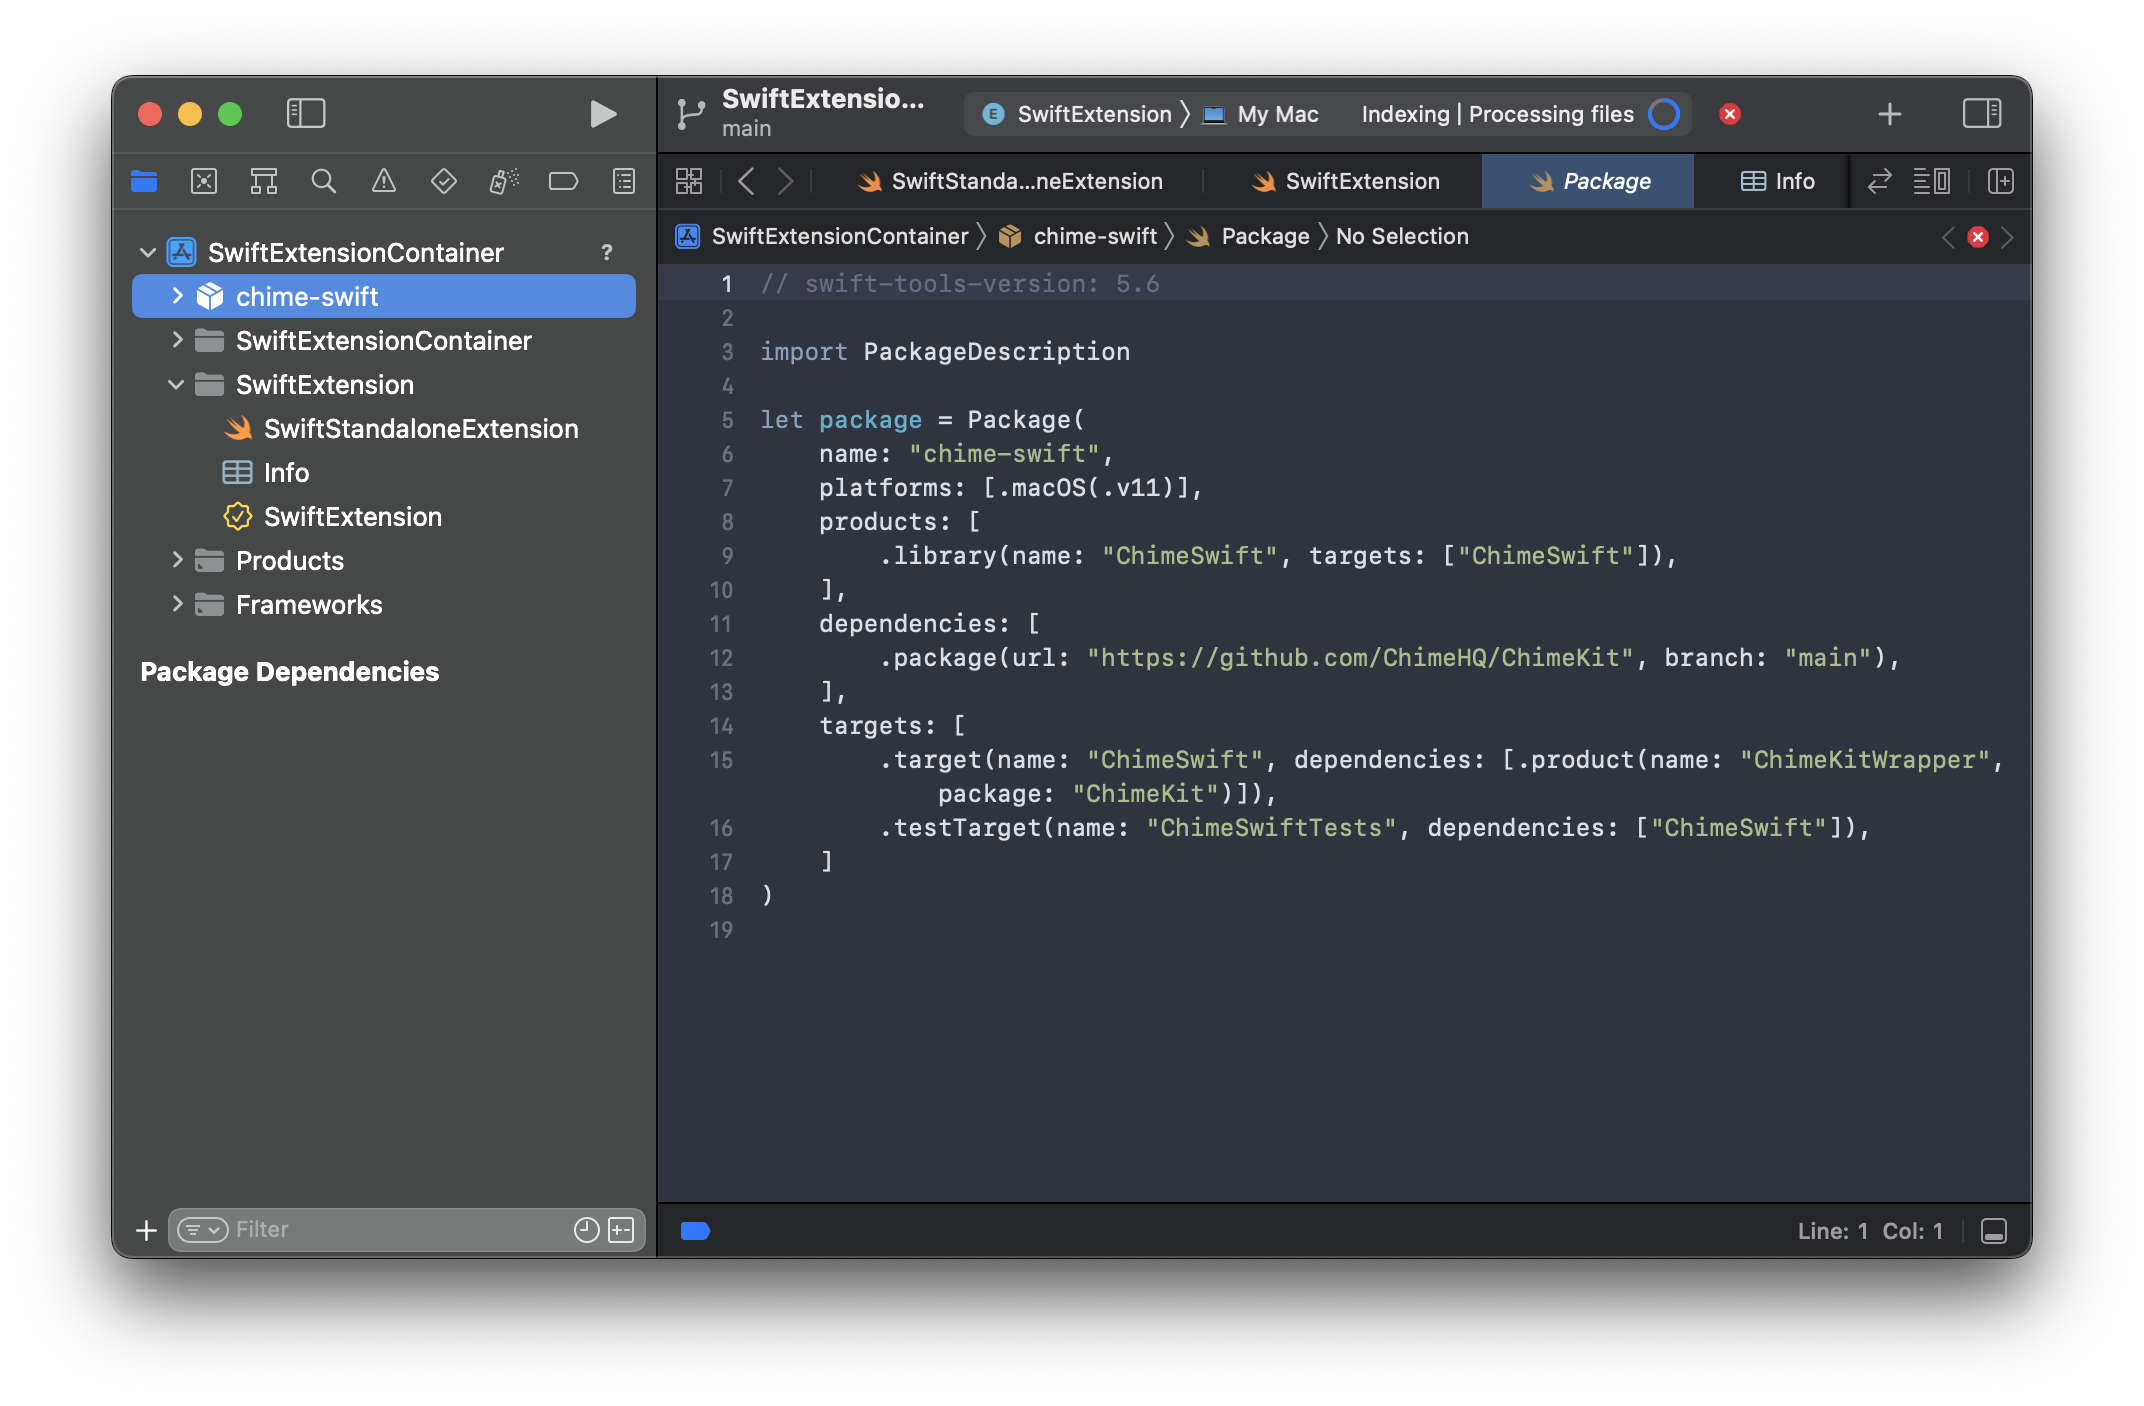 SwiftExtensio...
main
E SwiftExtension My Mac Indexing | Processing files
SwiftStanda...neExtension SwiftExtension Package Info
SwiftExtensionContainer chime-swift Package No Selection
SwiftExtensionContainer ?
chime-swift
SwiftExtensionContainer
SwiftExtension
SwiftStandaloneExtension
Info
SwiftExtension
Products
Frameworks
Package Dependencies
Filter
1 // swift-tools-version: 5.6
2
3 import PackageDescription
4
5 let package = Package(
6 name: "chime-swift",
7 platforms: [.macOS(.v11)],
8 products: [
9 .library(name: "ChimeSwift", targets: ["ChimeSwift"]),
10 ],
11 dependencies: [
12 .package(url: "https://github.com/ChimeHQ/ChimeKit", branch: "main"),
13 ],
14 targets: [
15 .target(name: "ChimeSwift", dependencies: [.product(name: "ChimeKitWrapper",
package: "ChimeKit")]),
16 .testTarget(name: "ChimeSwiftTests", dependencies: ["ChimeSwift"]),
17 ]
18 )
19
Line: 1 Col: 1